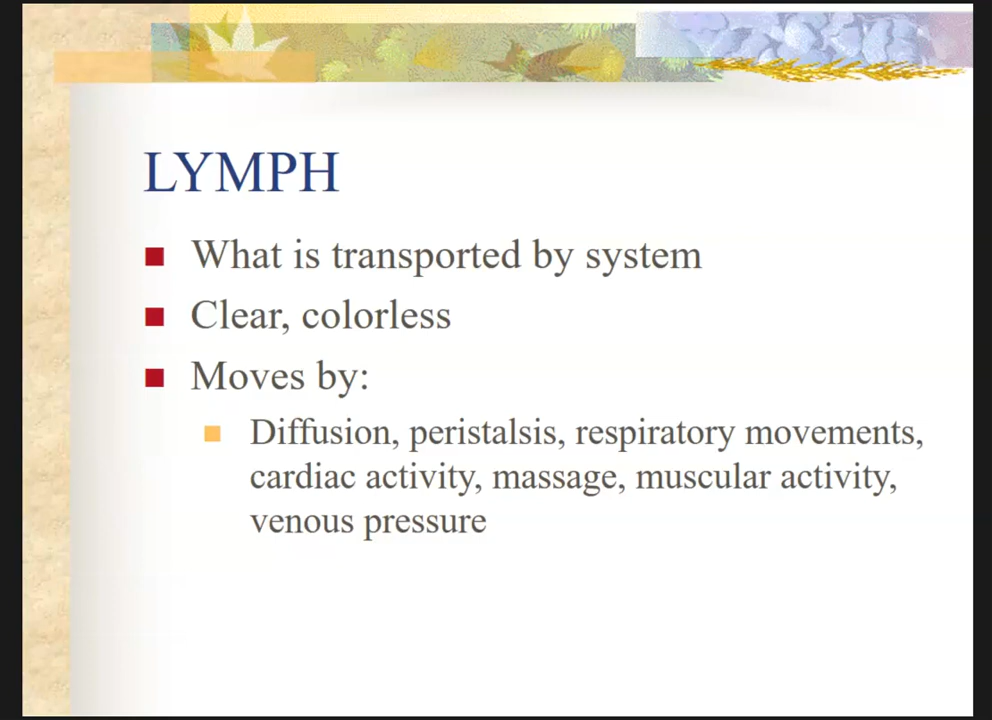 LYMPH
What is transported by system
Clear, colorless
Moves by:
Diffusion, peristalsis, respiratory movements,
cardiac activity, massage, muscular activity,
venous pressure